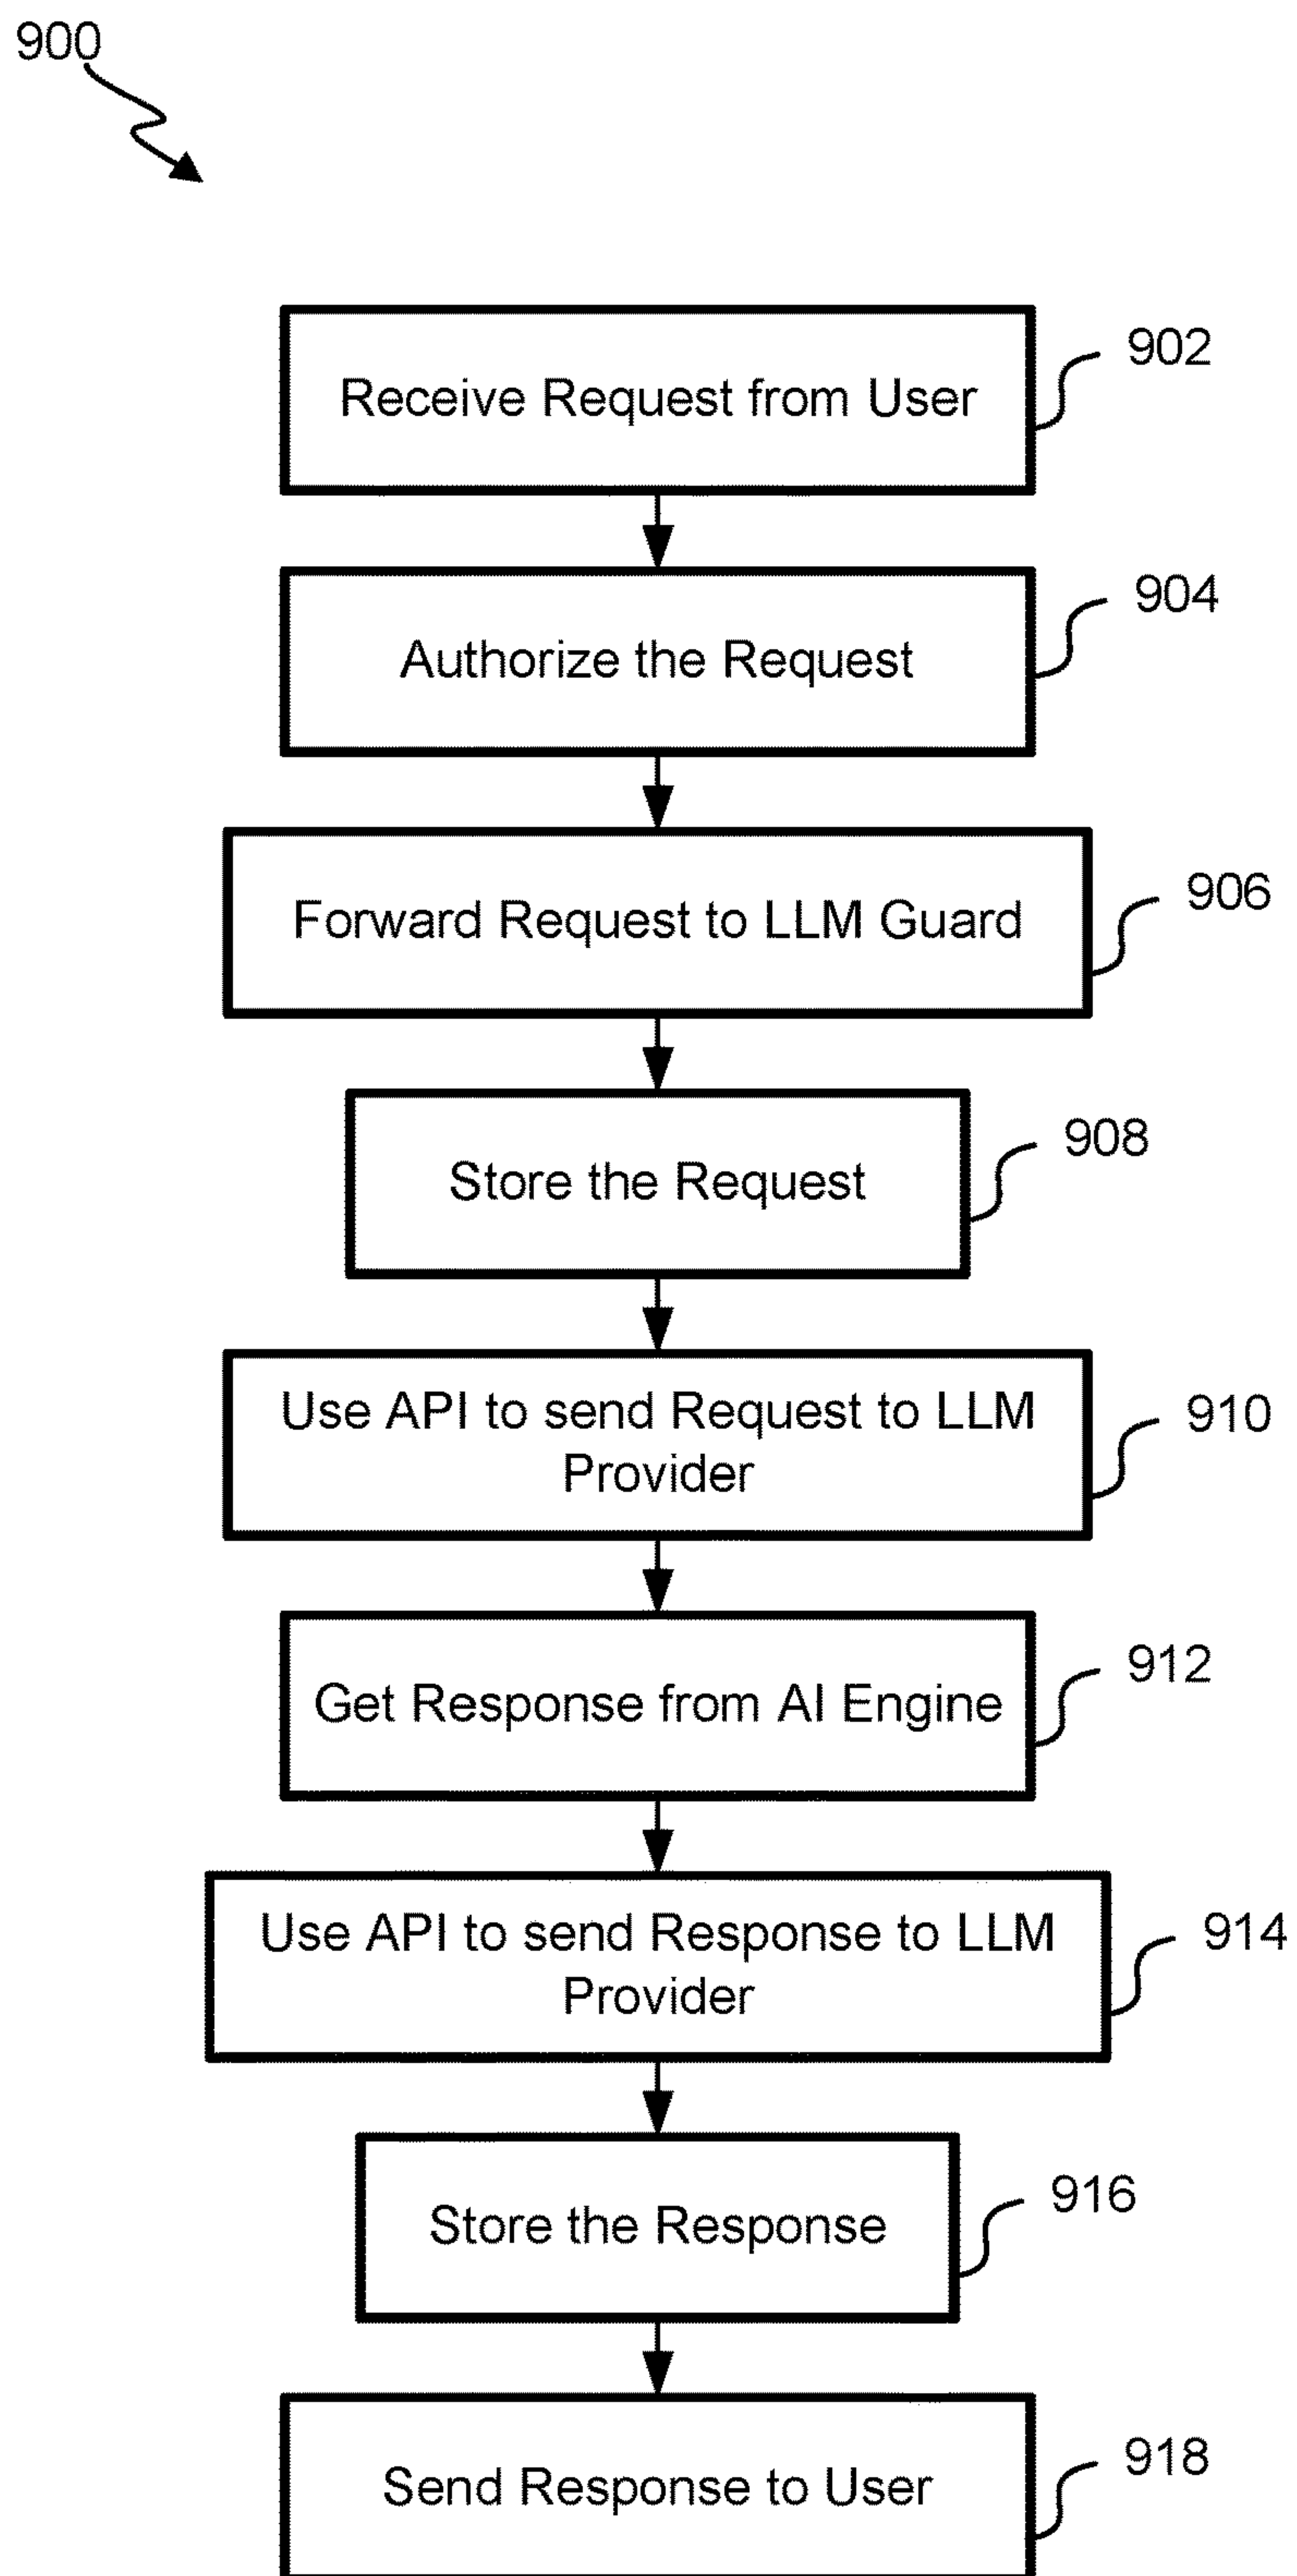 900
Receive Request from User
902
Authorize the Request
904
Forward Request to LLM Guard
906
Store the Request
908
Use API to send Request to LLM
Provider
910
Get Response from AI Engine
912
Use API to send Response to LLM
Provider
914
Store the Response
916
Send Response to User
918